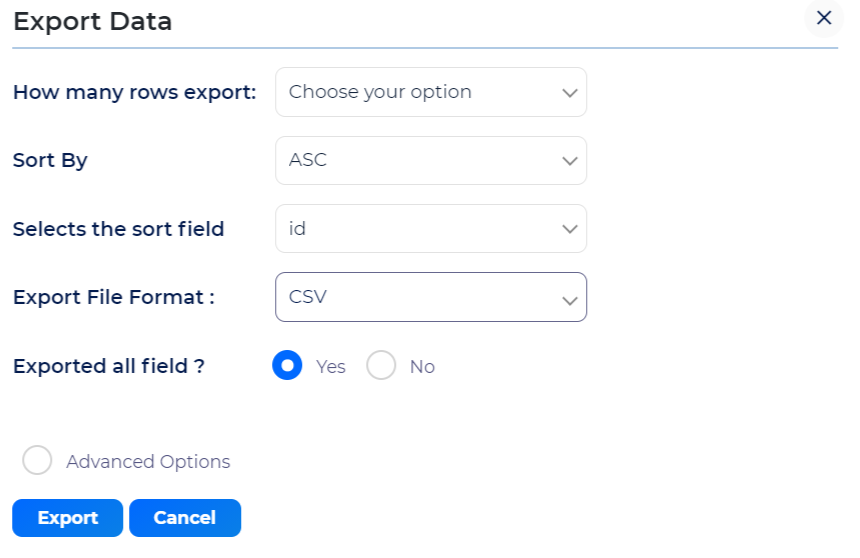 Export Data
How many rows export: Choose your option
Sort By ASC
Selects the sort field id
Export File Format : CSV
Exported all field ? Yes No
Advanced Options
Export Cancel